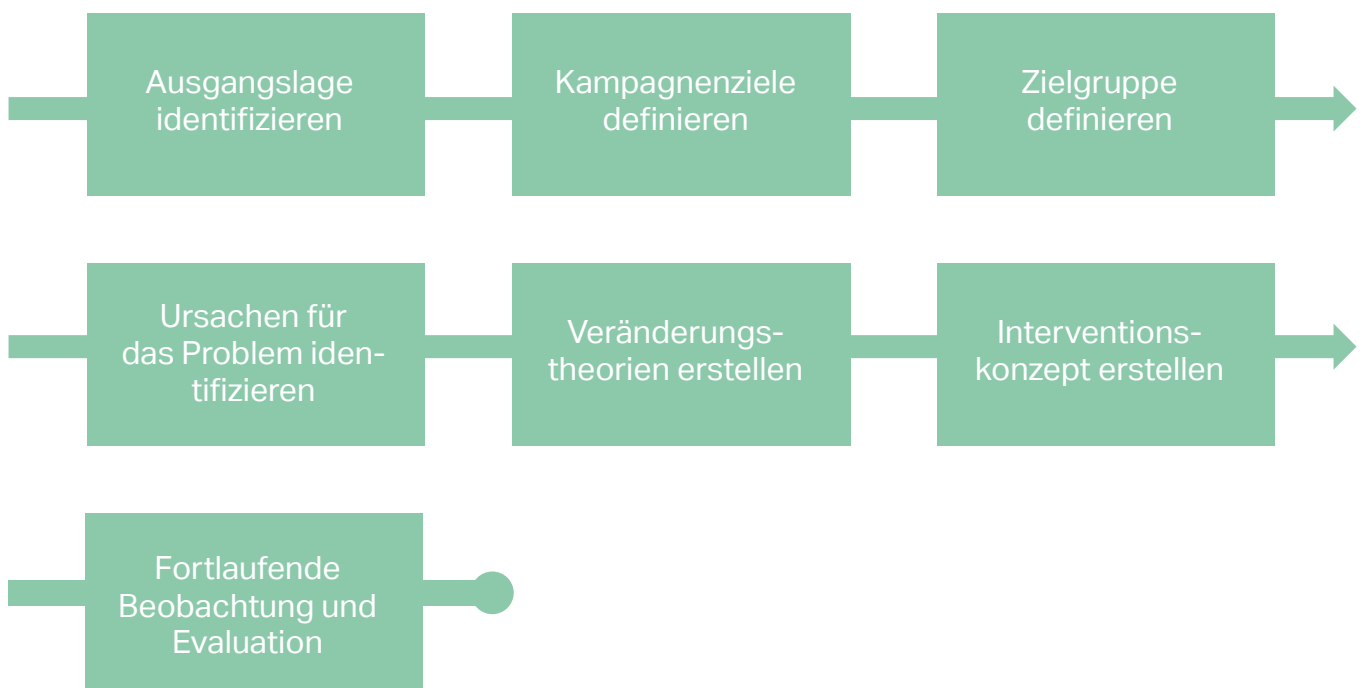 Ausgangslage
identifizieren
Kampagnenziele
definieren
Zielgruppe
definieren
Ursachen für
das Problem iden-
tifizieren
Veränderungs-
theorien erstellen
Interventions-
konzept erstellen
Fortlaufende
Beobachtung und
Evaluation